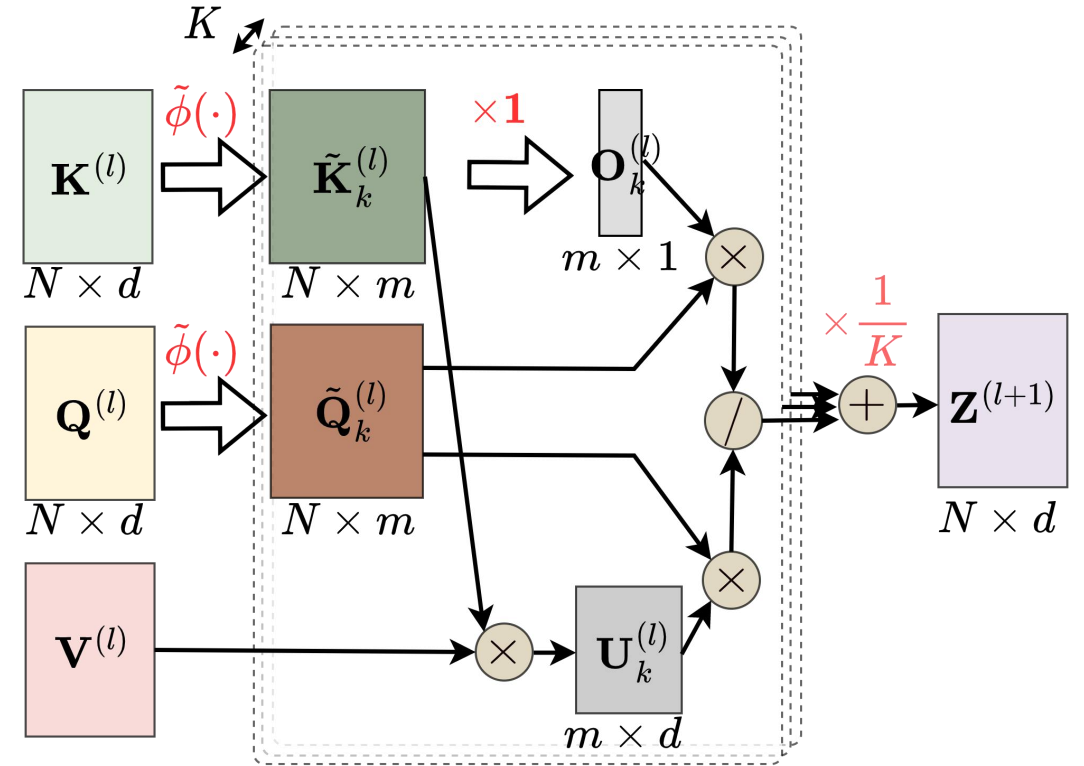 K
φ̃(·)
×1
K^(l)
K̃_k^(l)
O_k^(l)
N × d
N × m
m × 1
×
× 1/K
φ̃(·)
Q^(l)
Q̃_k^(l)
/
+
Z^(l+1)
N × d
N × m
N × d
×
V^(l)
×
U_k^(l)
m × d